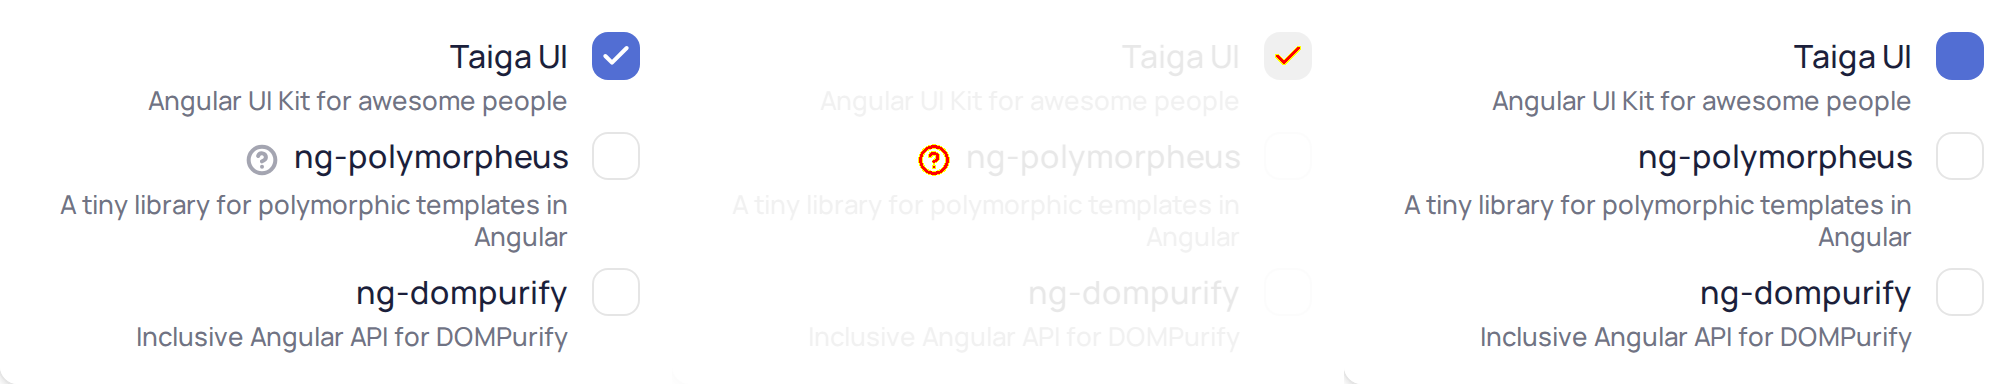 Taiga UI
Angular UI Kit for awesome people
ng-polymorpheus
A tiny library for polymorphic templates in
Angular
ng-dompurify
Inclusive Angular API for DOMPurify
Taiga UI
Angular UI Kit for awesome people
ng-polymorpheus
A tiny library for polymorphic templates in
Angular
ng-dompurify
Inclusive Angular API for DOMPurify
Taiga UI
Angular UI Kit for awesome people
ng-polymorpheus
A tiny library for polymorphic templates in
Angular
ng-dompurify
Inclusive Angular API for DOMPurify